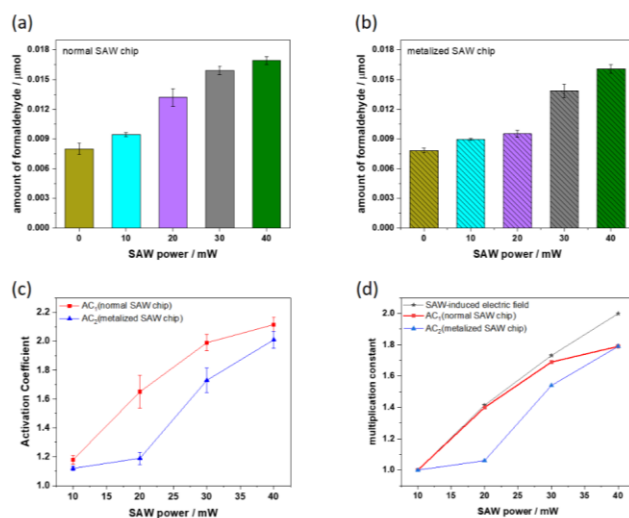 (a)
normal SAW chip
amount of formaldehyde / μmol
0.018
0.015
0.012
0.009
0.006
0.003
0.000
0 10 20 30 40
SAW power / mW
(b)
metalized SAW chip
amount of formaldehyde / μmol
0.018
0.015
0.012
0.009
0.006
0.003
0.000
0 10 20 30 40
SAW power / mW
(c)
AC1(normal SAW chip)
AC2(metalized SAW chip)
Activation Coefficient
2.2
2.0
1.8
1.6
1.4
1.2
1.0
10 15 20 25 30 35 40
SAW power / mW
(d)
SAW-induced electric field
AC1(normal SAW chip)
AC2(metalized SAW chip)
multiplication constant
2.0
1.8
1.6
1.4
1.2
1.0
10 15 20 25 30 35 40
SAW power / mW